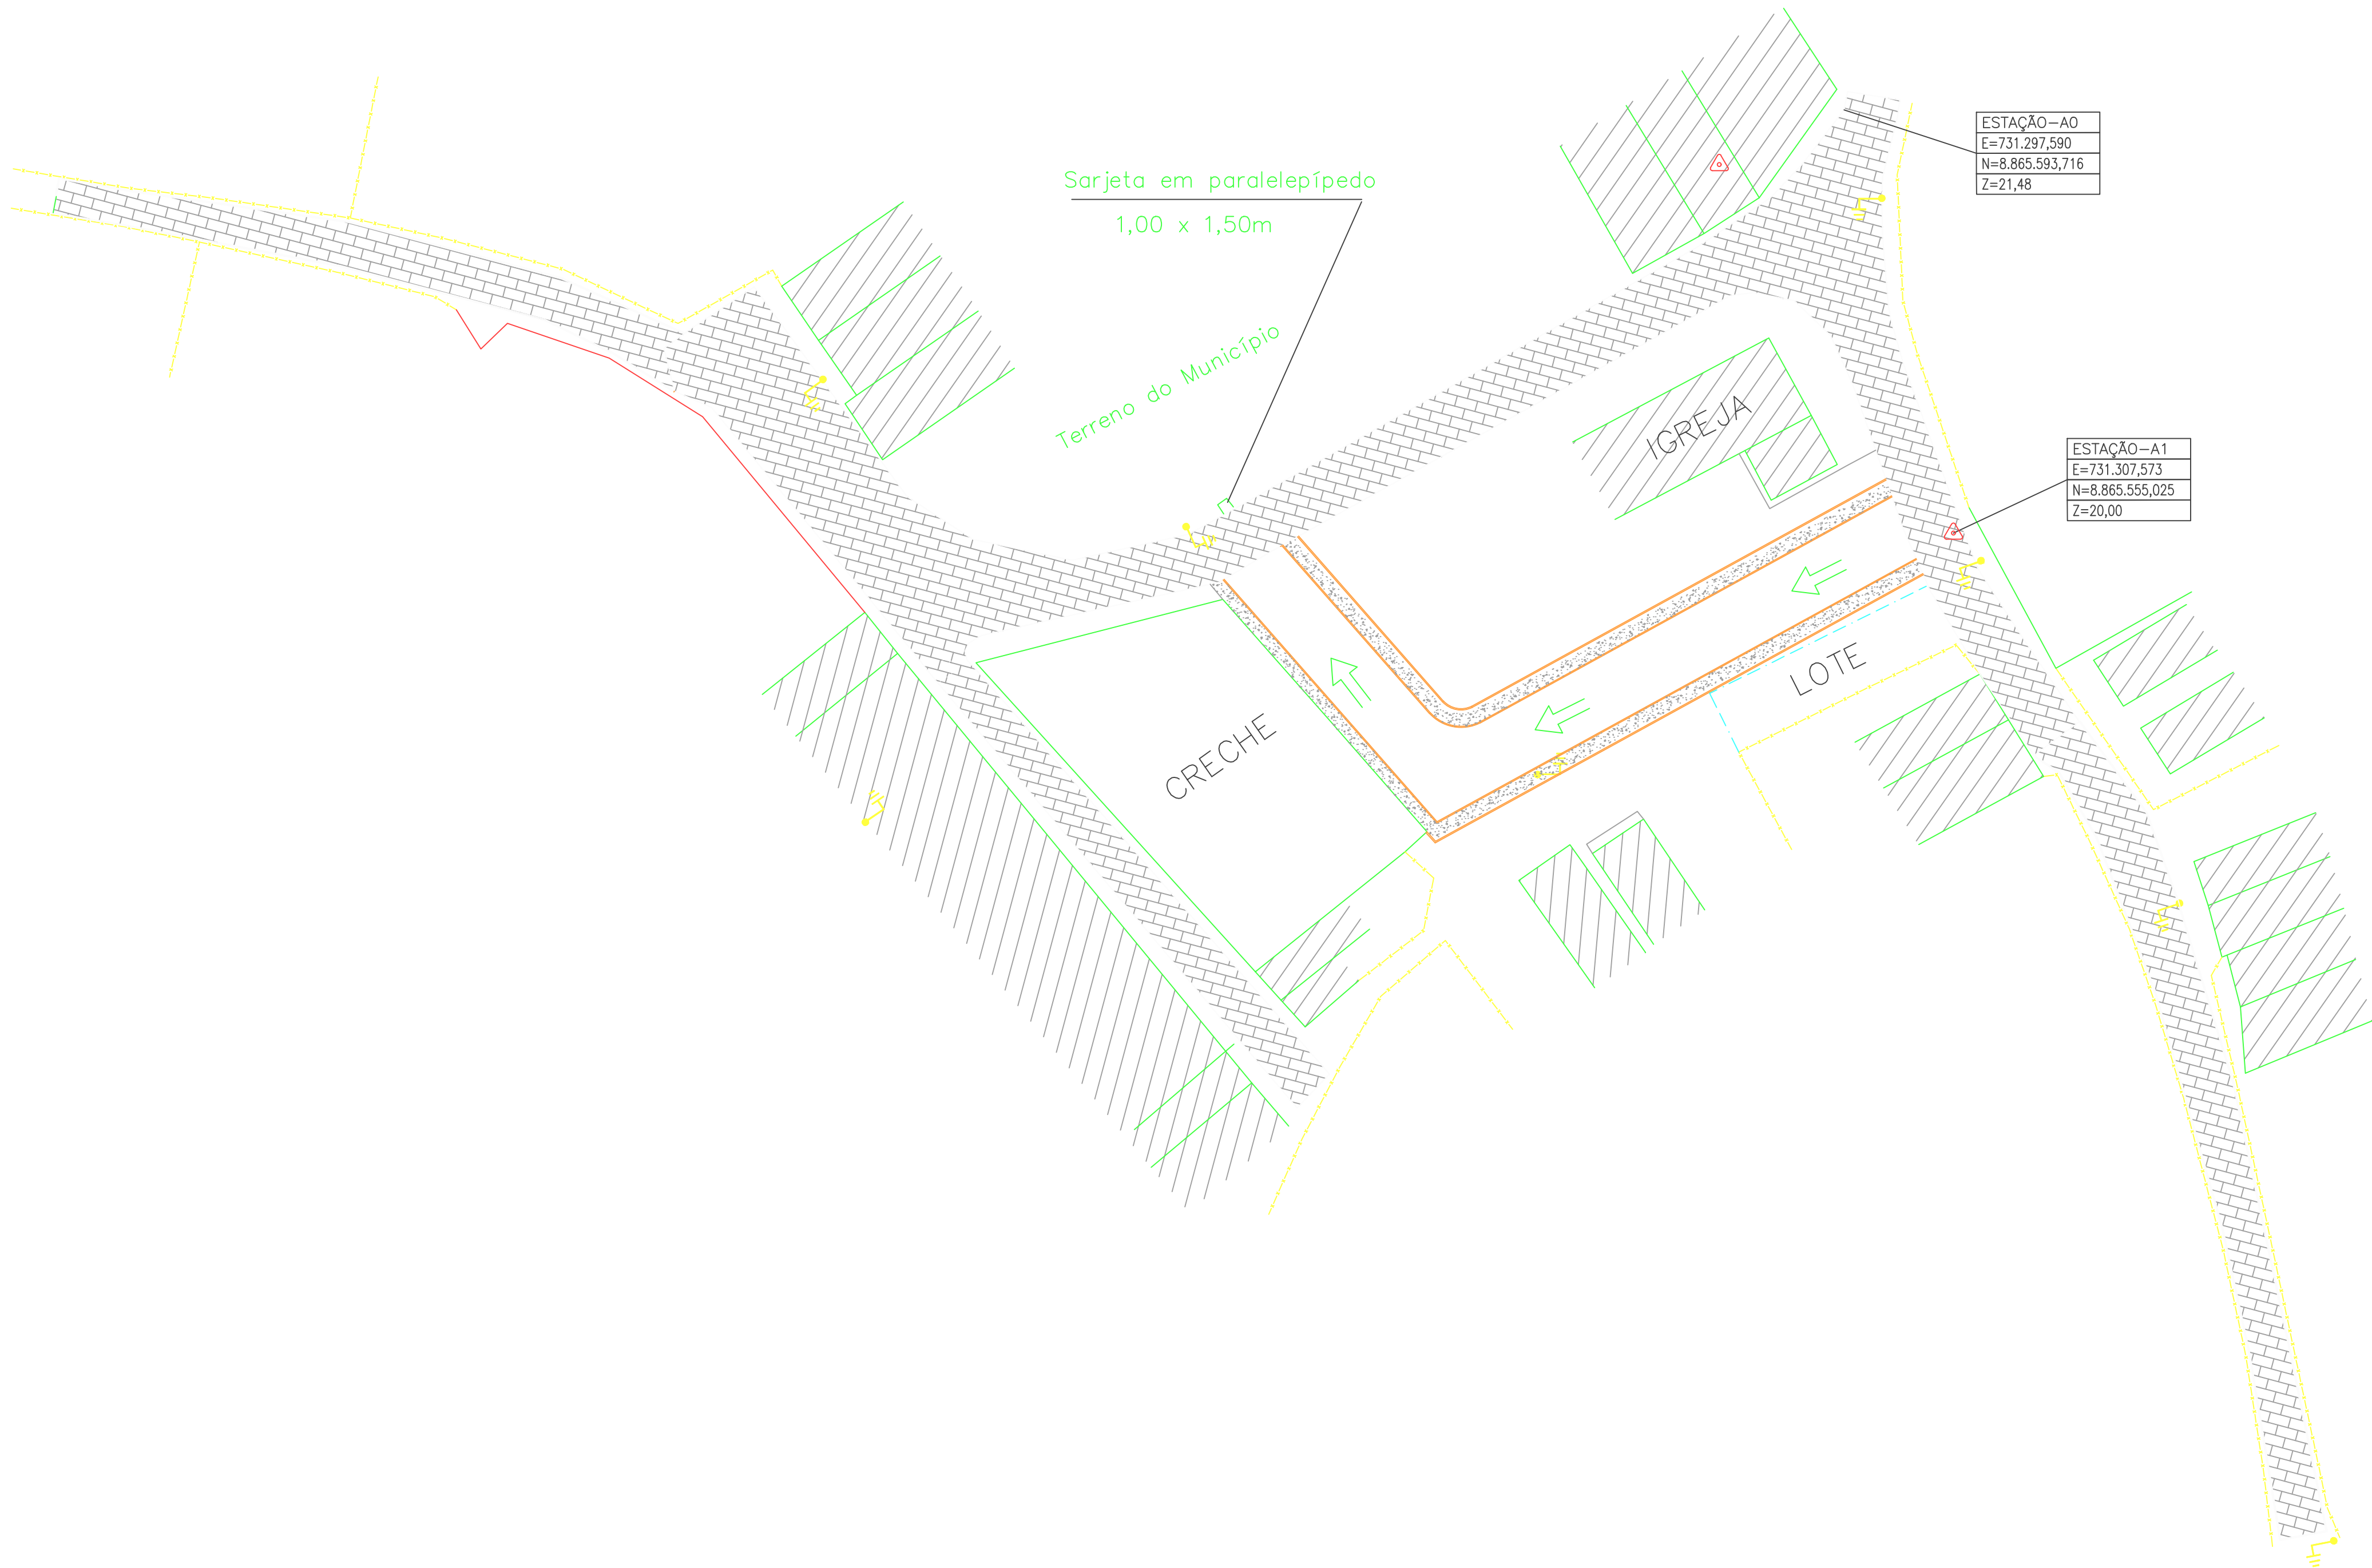 ESTAÇÃO-A0
E=731.297,590
N=8.865.593,716
Z=21,48
Sarjeta em paralelepípedo
1,00 x 1,50m
Terreno do Município
IGREJA
ESTAÇÃO-A1
E=731.307,573
N=8.865.555,025
Z=20,00
LOTE
CRECHE